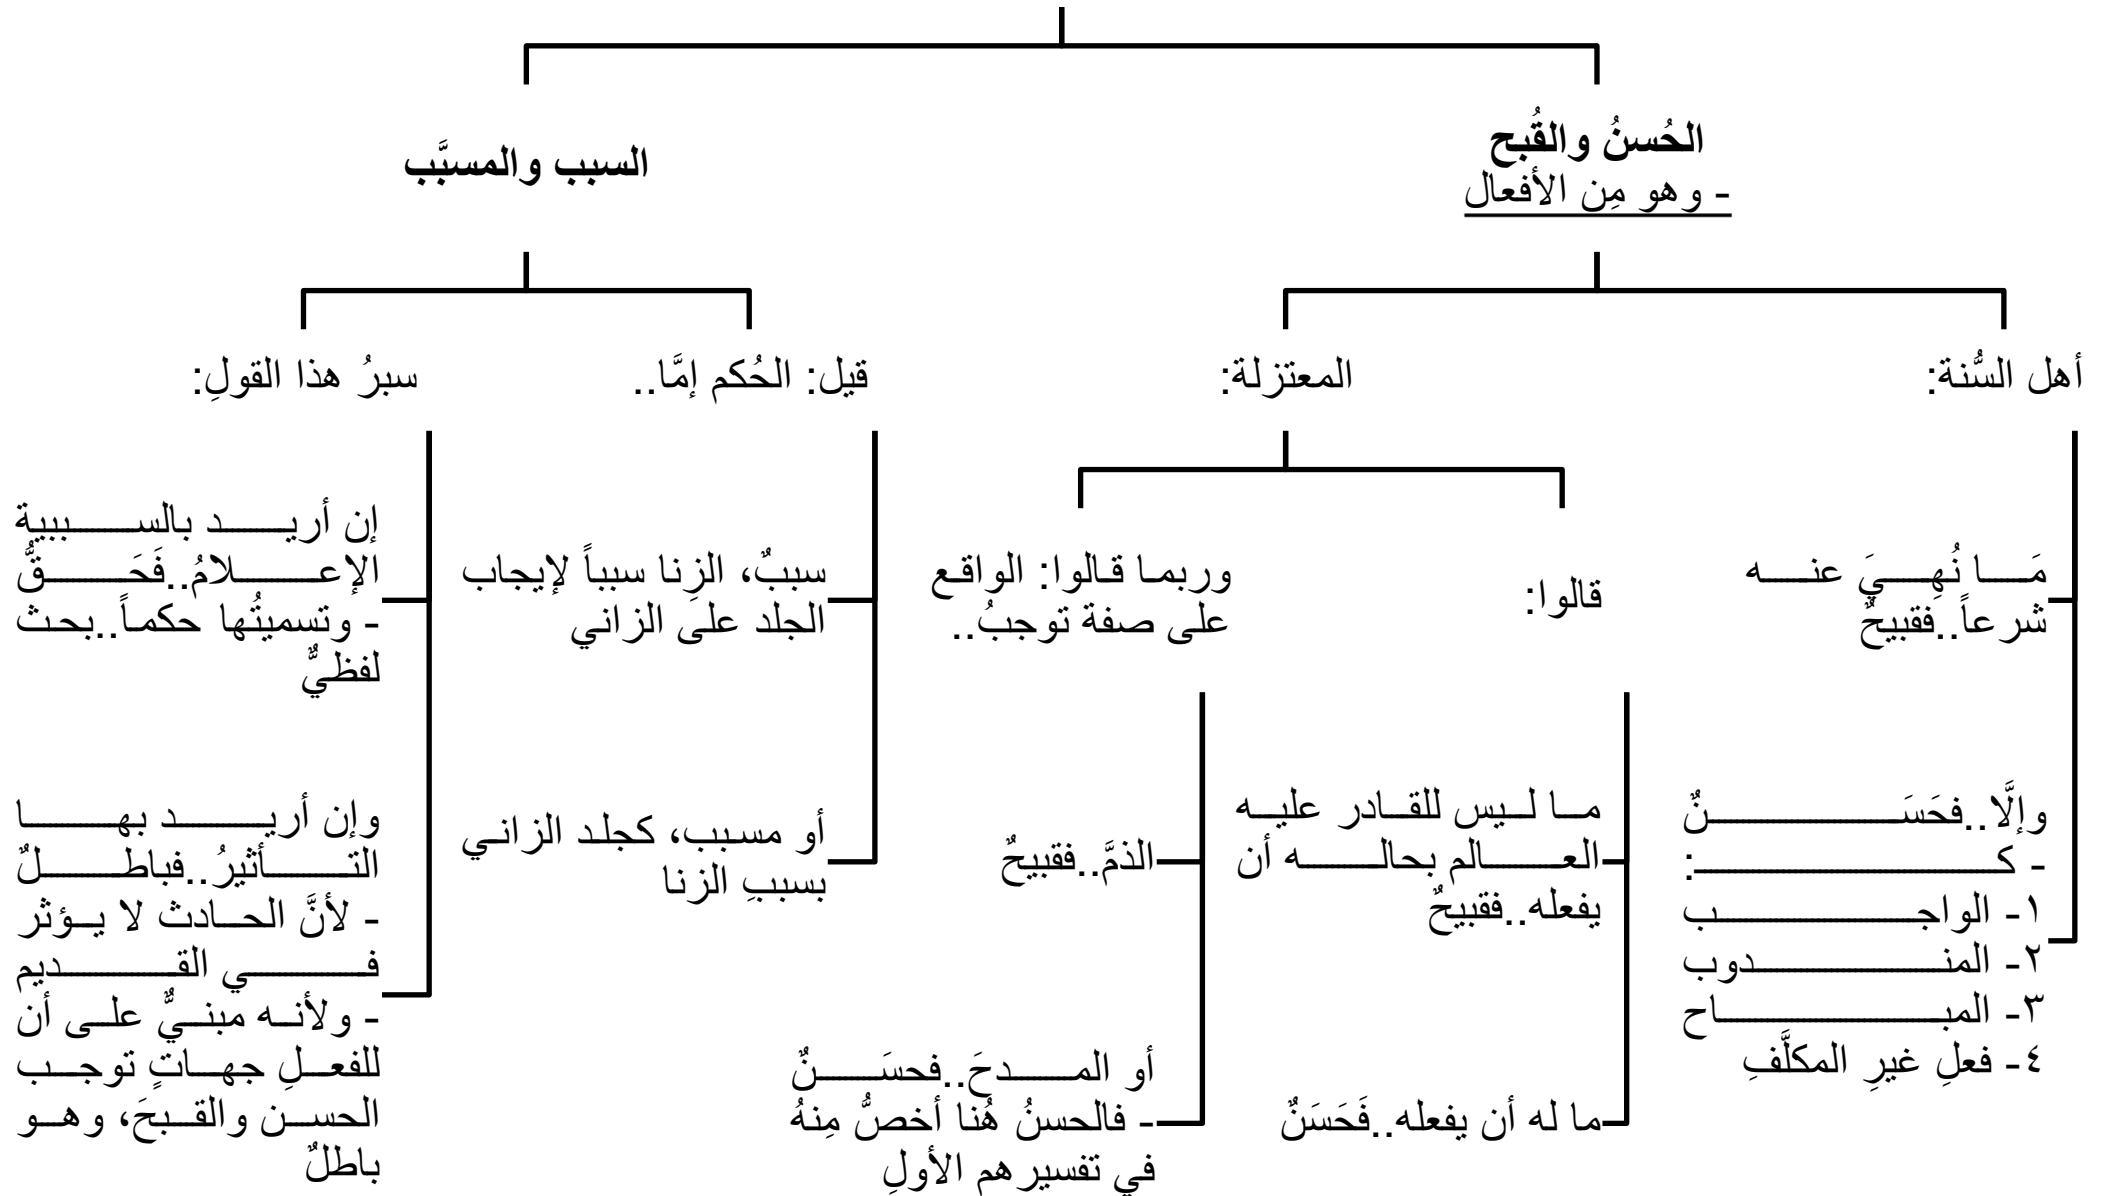 الحُسنُ والقُبح
- وهو مِن الأفعال
السبب والمسبَّب
أهل السُّنة:
المعتزلة:
قيل: الحُكم إمَّا..
سبرُ هذا القولِ:
مَا نُهِيَ عنه
شرعاً..فقبيحٌ
وإلَّا..فحَسَنٌ
- كـ:
١- الواجب
٢- المندوب
٣- المباح
٤- فعلِ غيرِ المكلَّفِ
قالوا:
ما ليس للقادر عليه
العالم بحاله أن
يفعله..فقبيحٌ
ما له أن يفعله..فَحَسَنٌ
وربما قالوا: الواقع
على صفة توجبُ..
الذمَّ..فقبيحٌ
أو المدحَ..فحسَنٌ
- فالحسنُ هُنا أخصُّ مِنهُ
في تفسيرهم الأولِ
سببٌ، الزِنا سبباً لإيجاب
الجلد على الزاني
أو مسبب، كجلد الزاني
بسببِ الزنا
إن أريد بالسببية
الإعلامُ..فَحَقٌّ
- وتسميتُها حكماً..بحث
لفظيٌّ
وإن أريد بها
التأثيرُ..فباطلٌ
- لأنَّ الحادث لا يؤثر
في القديم
- ولأنه مبنيٌّ على أن
للفعلِ جهاتٍ توجب
الحسن والقبحَ، وهو
باطلٌ